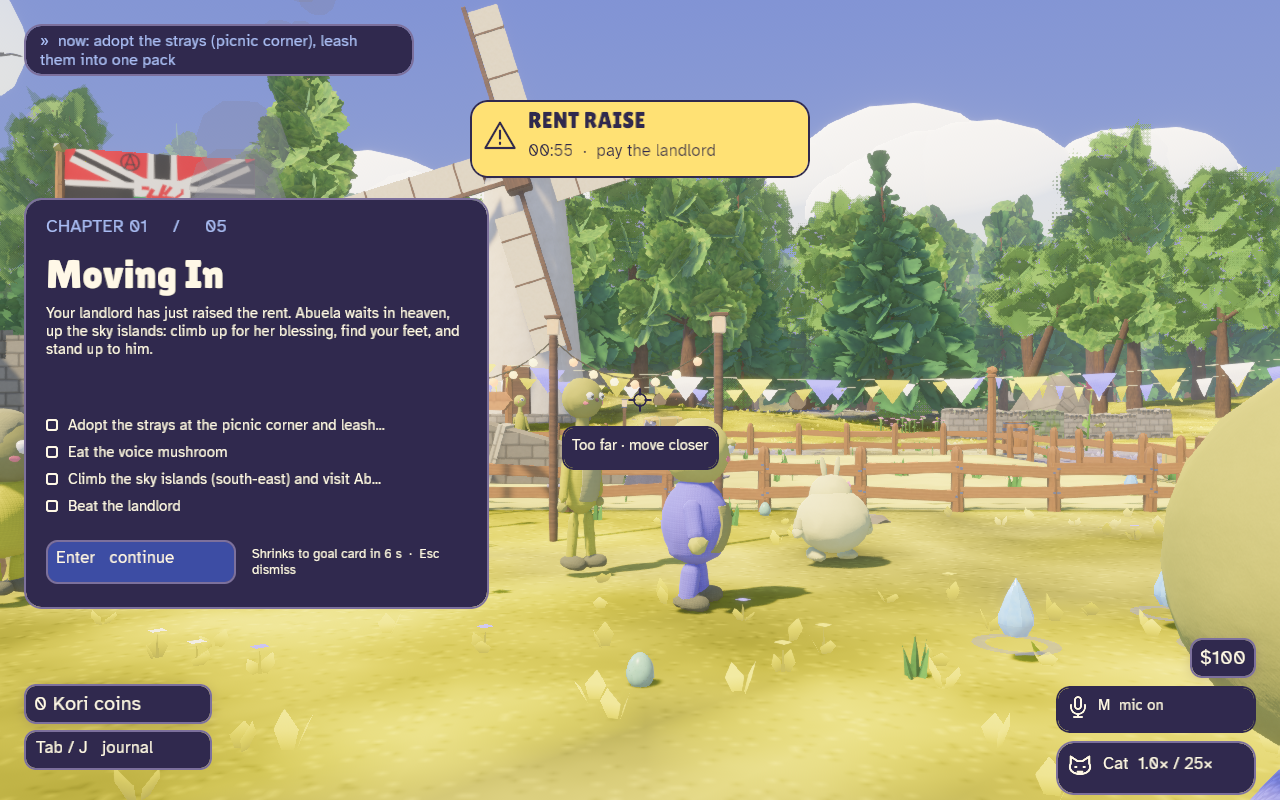 » now: adopt the strays (picnic corner), leash
them into one pack
RENT RAISE
00:55 · pay the landlord
CHAPTER 01 / 05
Moving In
Your landlord has just raised the rent. Abuela waits in heaven,
up the sky islands: climb up for her blessing, find your feet, and
stand up to him.
Adopt the strays at the picnic corner and leash...
Eat the voice mushroom
Climb the sky islands (south-east) and visit Ab...
Beat the landlord
Enter continue
Shrinks to goal card in 6 s · Esc
dismiss
Too far · move closer
0 Kori coins
Tab / J journal
$100
M mic on
Cat 1.0× / 25×